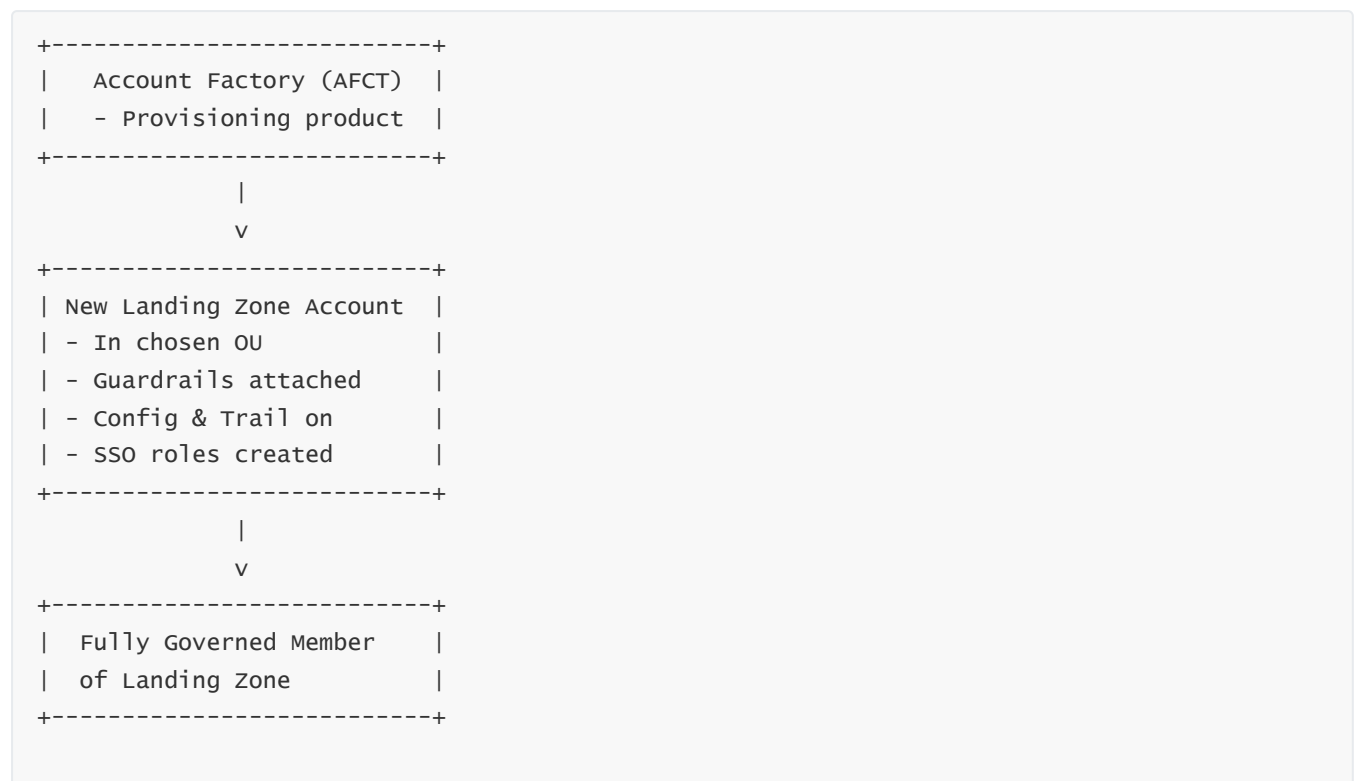 +---------------------------+
|   Account Factory (AFCT)  |
|   - Provisioning product  |
+---------------------------+
              |
              v
+---------------------------+
| New Landing Zone Account  |
| - In chosen OU            |
| - Guardrails attached     |
| - Config & Trail on       |
| - SSO roles created       |
+---------------------------+
              |
              v
+---------------------------+
|  Fully Governed Member    |
|  of Landing Zone          |
+---------------------------+